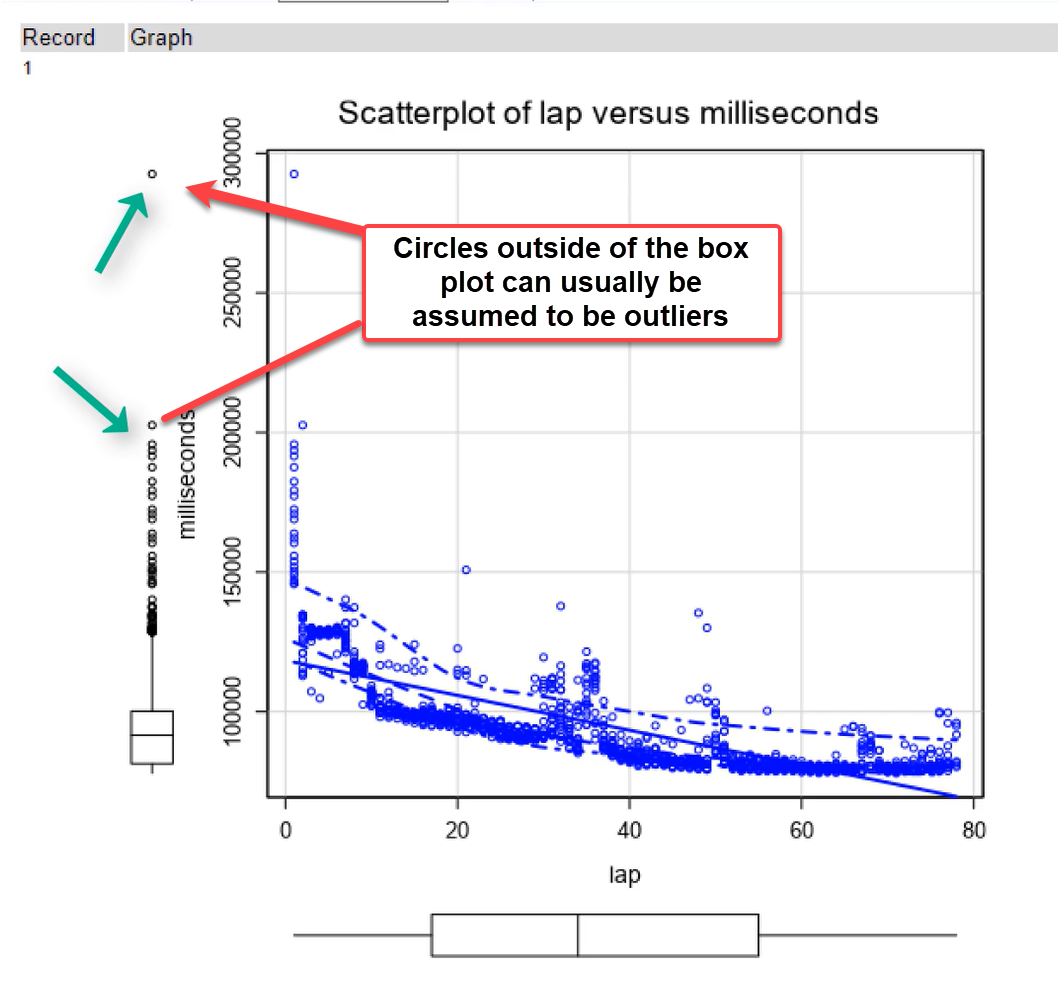 Record Graph
1
Scatterplot of lap versus milliseconds
300000
250000
200000
150000
100000
milliseconds
Circles outside of the box
plot can usually be
assumed to be outliers
0 20 40 60 80
lap